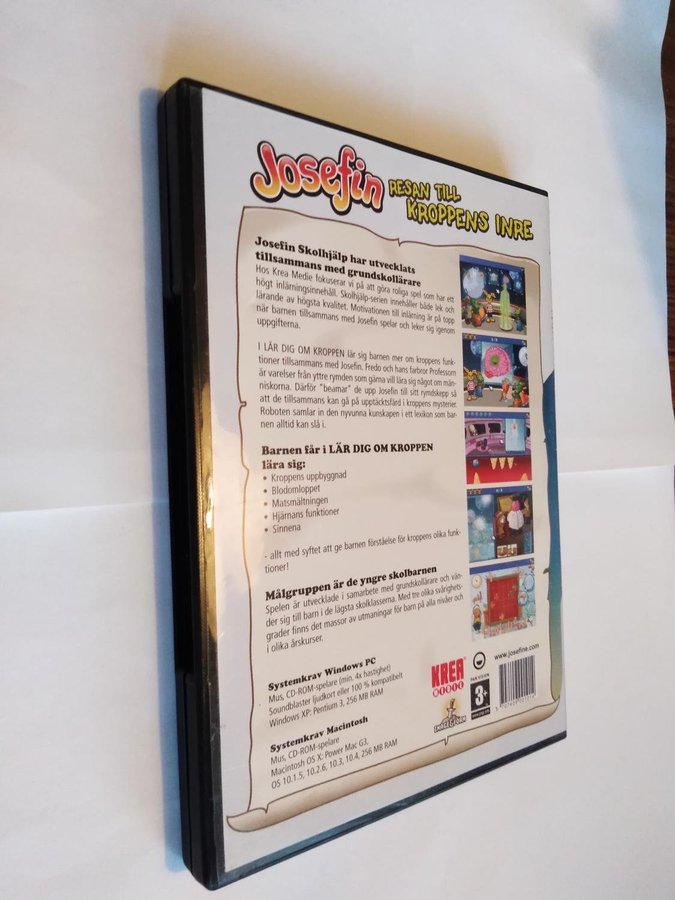 Josefin RESAN TILL
KROPPENS INRE
Josefin Skolhjälp har utvecklats
tillsammans med grundskollärare
Hos Krea Medie fokuserar vi på att göra roliga spel som har ett
högt inlärningsinnehåll. Skolhjälp-serien innehåller både lek och
lärande av högsta kvalitet. Motivationen till inlärning är på topp
när barnen tillsammans med Josefin spelar och leker sig igenom
uppgifterna.
I LÄR DIG OM KROPPEN lär sig barnen mer om kroppens funk-
tioner tillsammans med Josefin. Fredo och hans farbror Professorn
är varelser från yttre rymden som gärna vill lära sig något om män-
niskorna. Därför "beamar" de upp Josefin till sitt rymdskepp så
att de tillsammans kan gå på upptäcktsfärd i kroppens mysterier.
Roboten samlar in den nyvunna kunskapen i ett lexikon som bar-
nen alltid kan slå i.
Barnen får i LÄR DIG OM KROPPEN
lära sig:
• Kroppens uppbyggnad
• Blodomloppet
• Matsmältningen
• Hjärnans funktioner
• Sinnena
- allt med syftet att ge barnen förståelse för kroppens olika funk-
tioner!
Målgruppen är de yngre skolbarnen
Spelen är utvecklade i samarbete med grundskollärare och vän-
der sig till barn i de lägsta skolklasserna. Med tre olika svårighets-
grader finns det massor av utmaningar för barn på alla nivåer och
i olika årskurser.
Systemkrav Windows PC
Mus, CD-ROM-spelare (min. 4x hastighet)
Soundblaster ljudkort eller 100 % kompatibelt
Windows XP: Pentium 3, 256 MB RAM
Systemkrav Macintosh
Mus, CD-ROM-spelare
Macintosh OS X: Power Mac G3,
OS 10.1.5, 10.2.6, 10.3, 10.4, 256 MB RAM
KREA
MEDIE
PAN VISION
3+
www.josefine.com